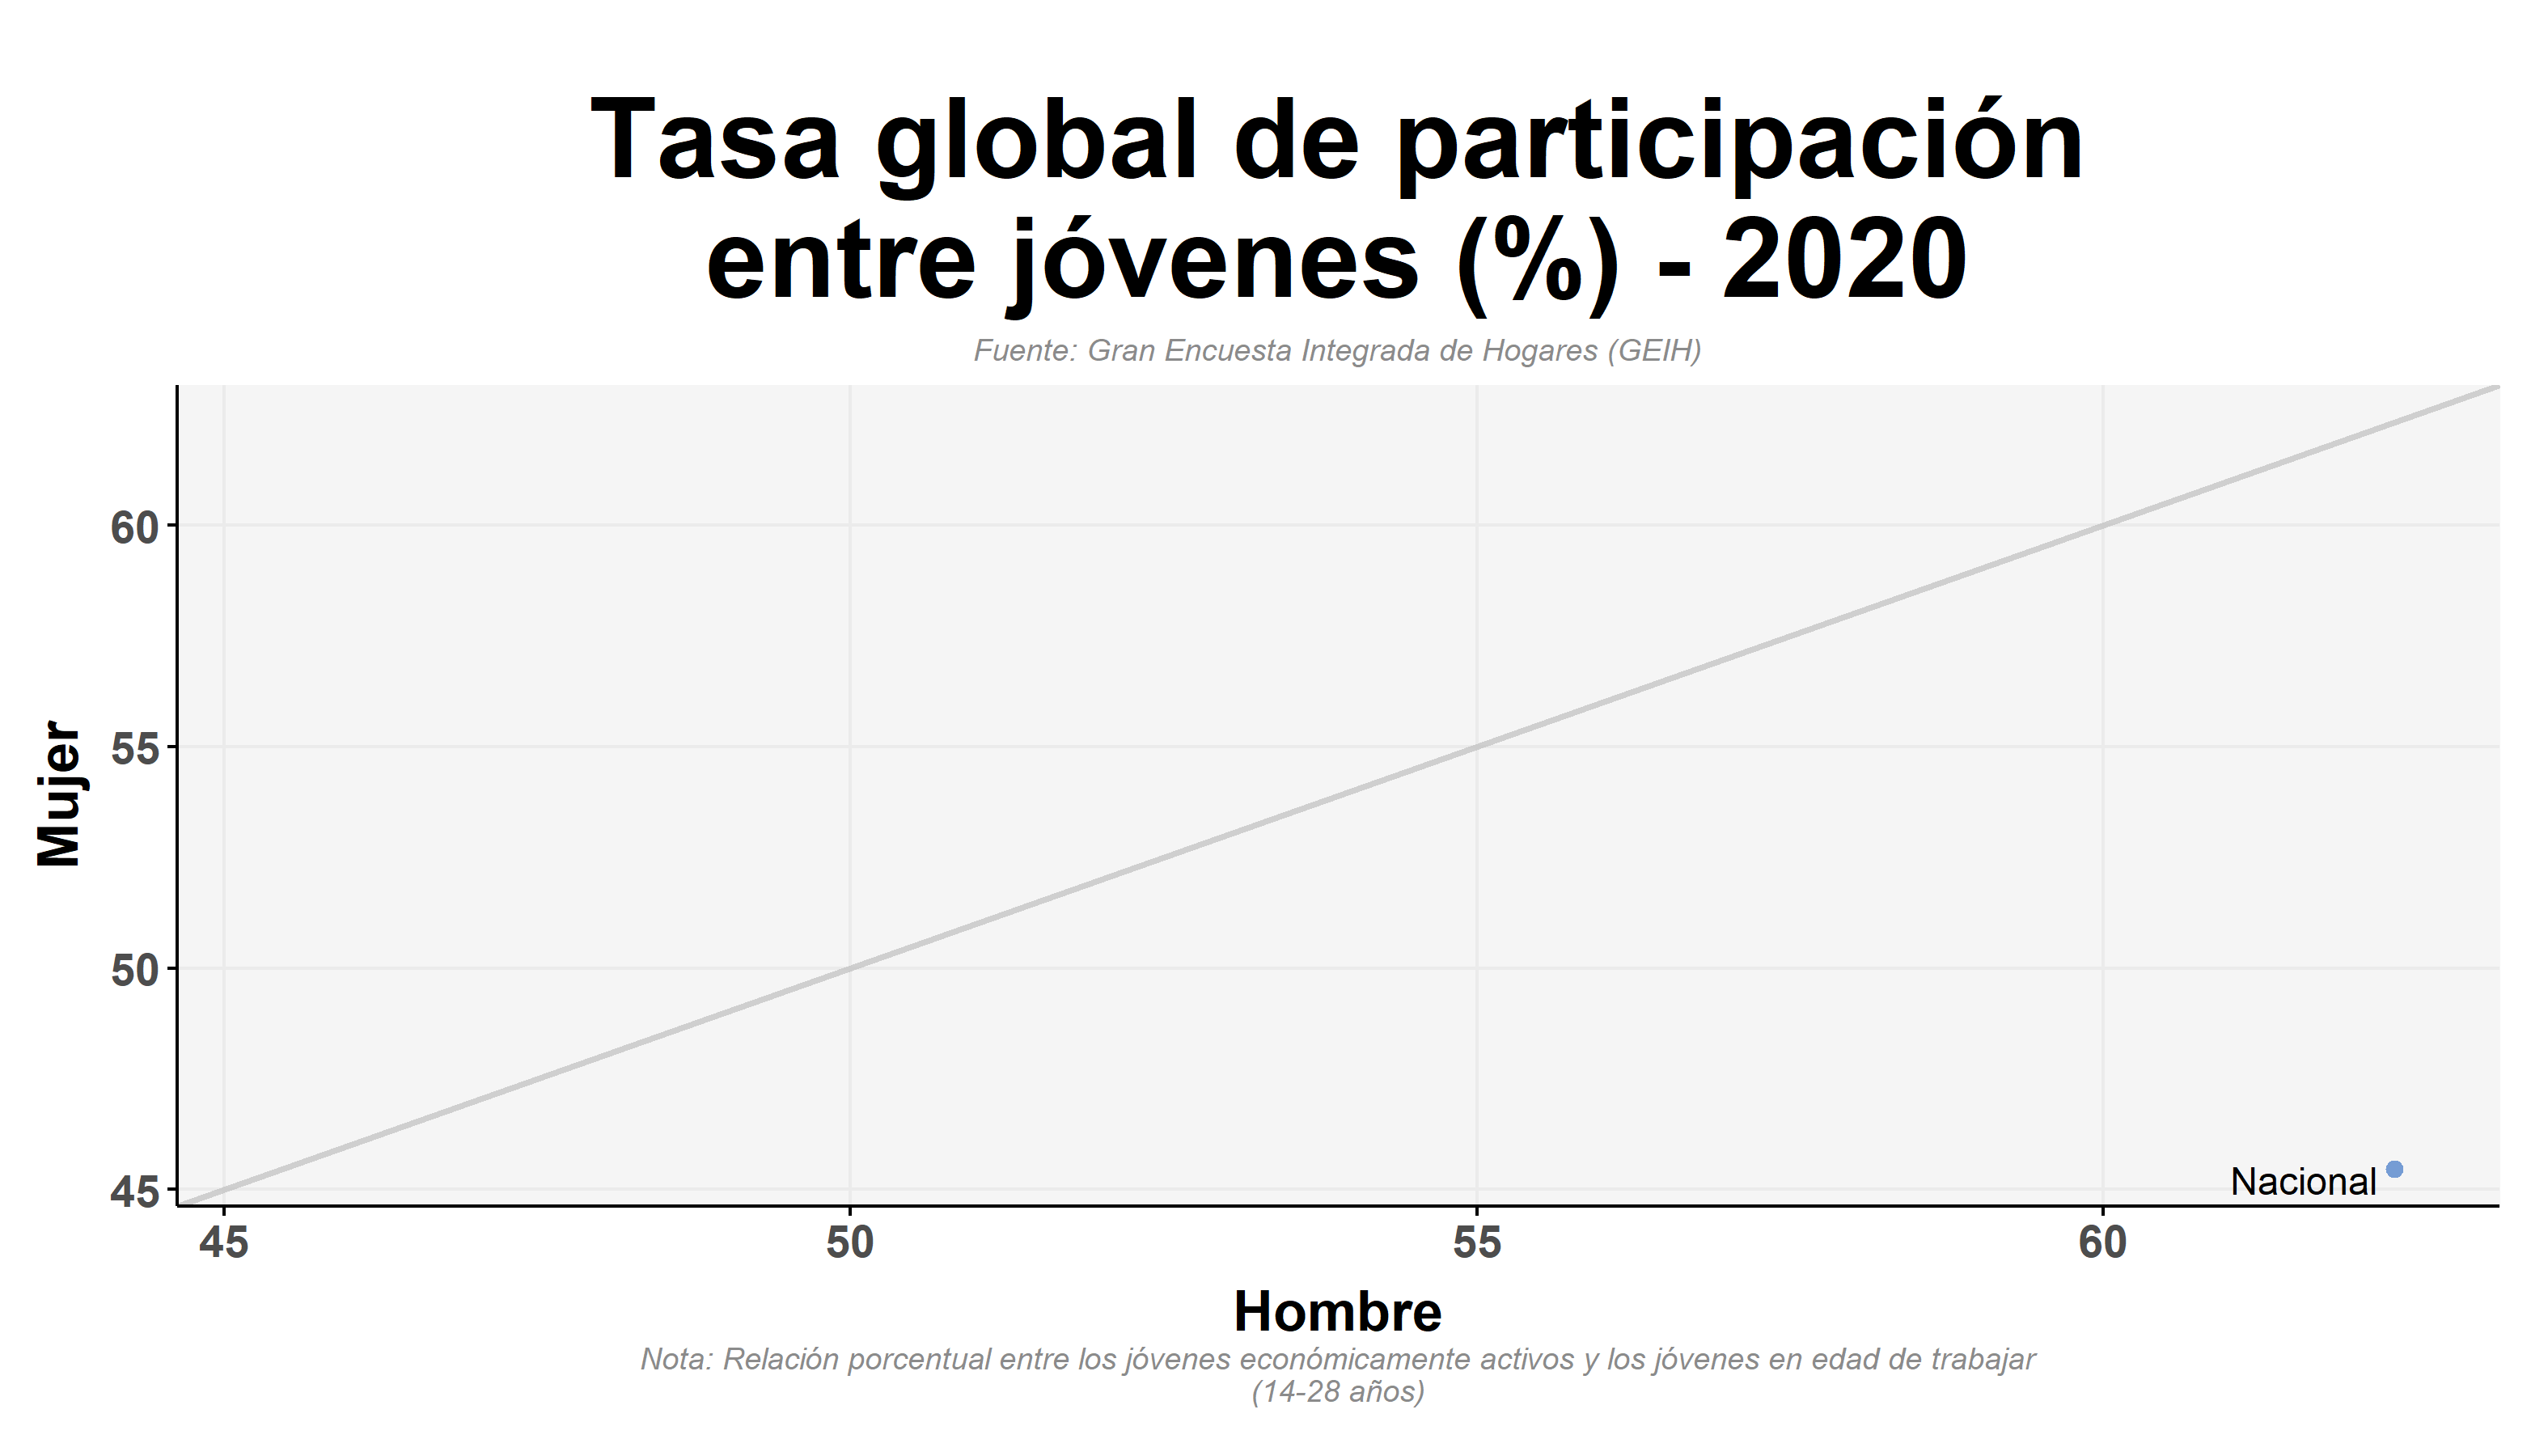 Tasa global de participación
entre jóvenes (%) - 2020
Fuente: Gran Encuesta Integrada de Hogares (GEIH)
Mujer
60
55
50
45
Nacional
45 50 55 60
Hombre
Nota: Relación porcentual entre los jóvenes económicamente activos y los jóvenes en edad de trabajar
(14-28 años)